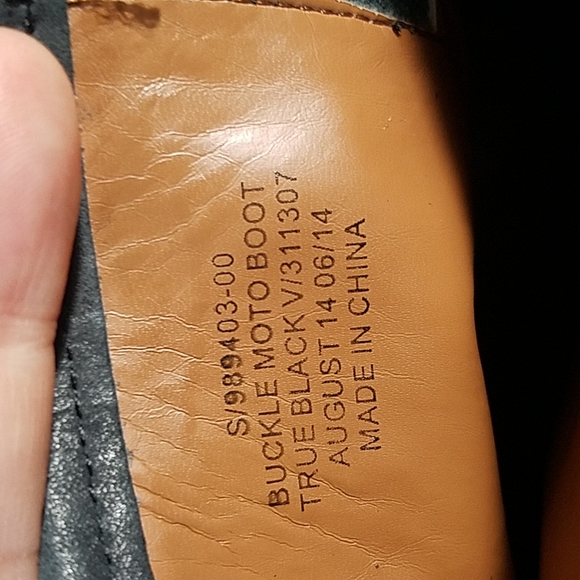 S/989403-00
BUCKLE MOTO BOOT
TRUE BLACK V/311307
AUGUST 14 06/14
MADE IN CHINA